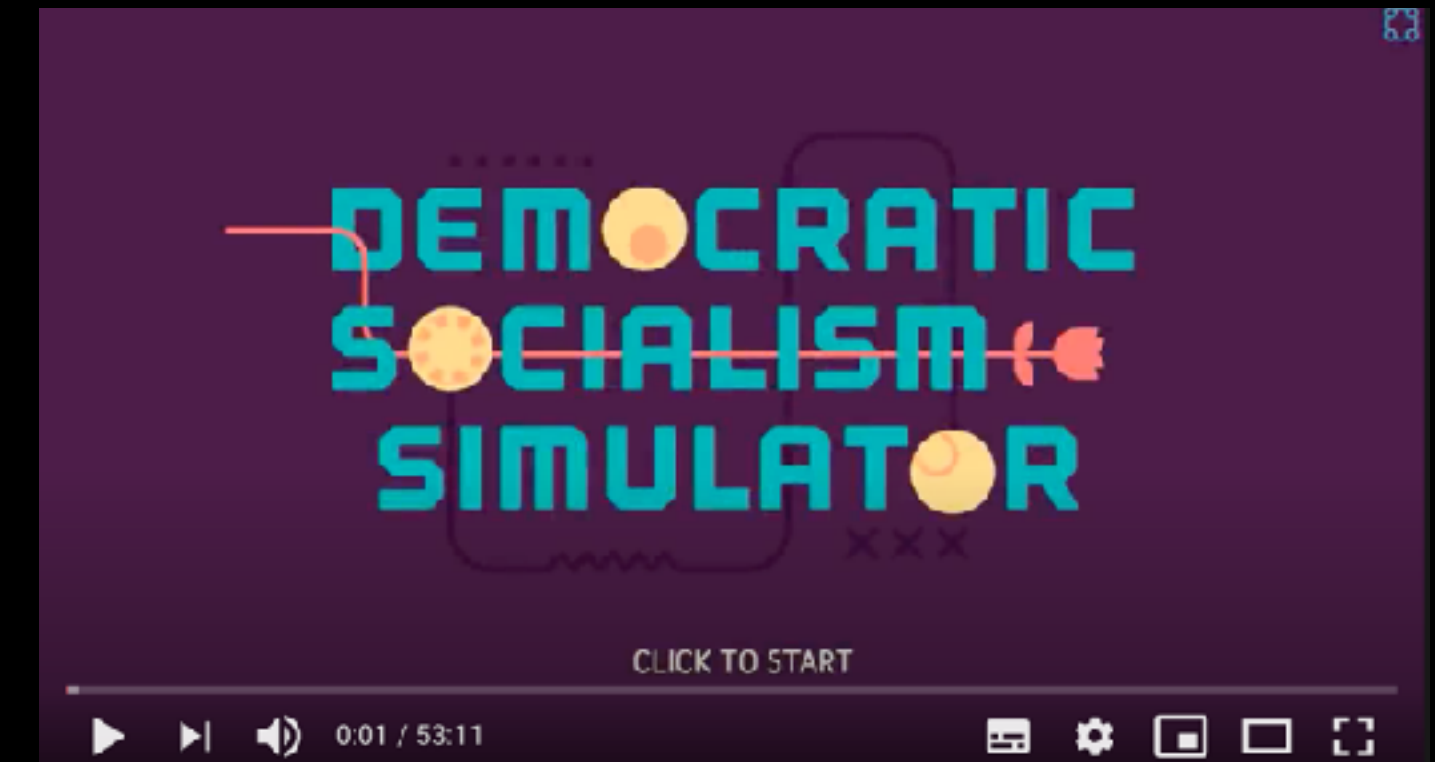 DEMOCRATIC
SOCIALISM
SIMULATOR
CLICK TO START
0:01 / 53:11